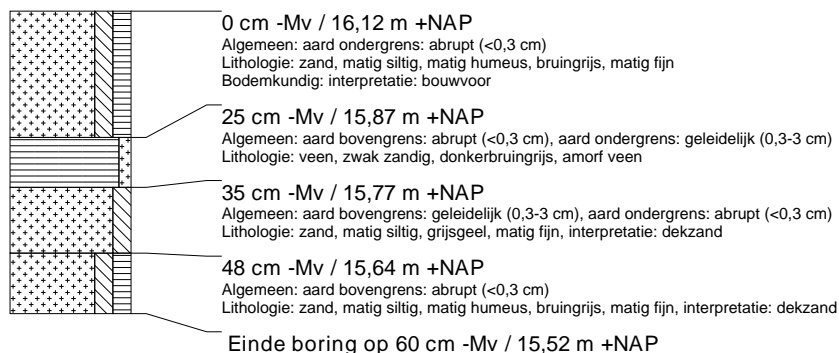 0 cm -Mv / 16,12 m +NAP
Algemeen: aard ondergrens: abrupt (<0,3 cm)
Lithologie: zand, matig siltig, matig humeus, bruingrijs, matig fijn
Bodemkundig: interpretatie: bouwvoor
25 cm -Mv / 15,87 m +NAP
Algemeen: aard bovengrens: abrupt (<0,3 cm), aard ondergrens: geleidelijk (0,3-3 cm)
Lithologie: veen, zwak zandig, donkerbruingrijs, amorf veen
35 cm -Mv / 15,77 m +NAP
Algemeen: aard bovengrens: geleidelijk (0,3-3 cm), aard ondergrens: abrupt (<0,3 cm)
Lithologie: zand, matig siltig, grijsgeel, matig fijn, interpretatie: dekzand
48 cm -Mv / 15,64 m +NAP
Algemeen: aard bovengrens: abrupt (<0,3 cm)
Lithologie: zand, matig siltig, matig humeus, bruingrijs, matig fijn, interpretatie: dekzand
Einde boring op 60 cm -Mv / 15,52 m +NAP